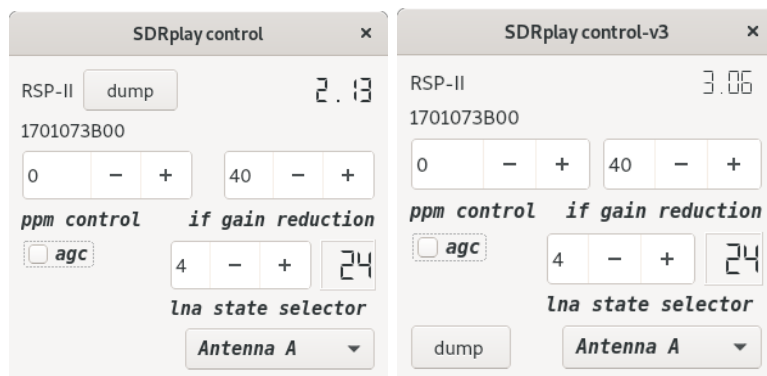 SDRplay control ×
RSP-II dump 2.13
1701073B00
0 − + 40 − +
ppm control if gain reduction
agc 4 − + 24
lna state selector
Antenna A
SDRplay control-v3 ×
RSP-II 3.06
1701073B00
0 − + 40 − +
ppm control if gain reduction
agc 4 − + 24
lna state selector
dump Antenna A